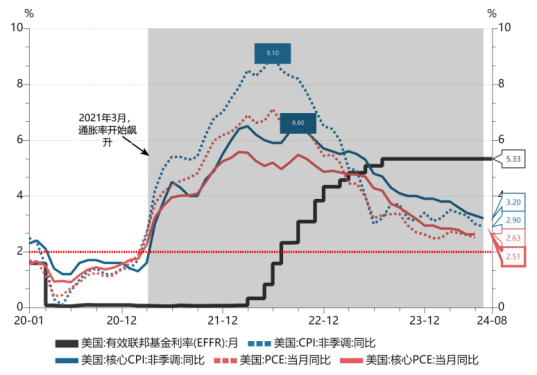 % %
10 10
9.10
8 8
2021年3月，
通胀率开始飙
升
6.60
6 6
5.33
4 4
3.20
2.90
2.63
2 2
2.51
0 0
20-01 20-12 21-12 22-12 23-12 24-08
美国:有效联邦基金利率(EFFR):月 美国:CPI:非季调:同比
美国:核心CPI:非季调:同比 美国:PCE:当月同比 美国:核心PCE:当月同比